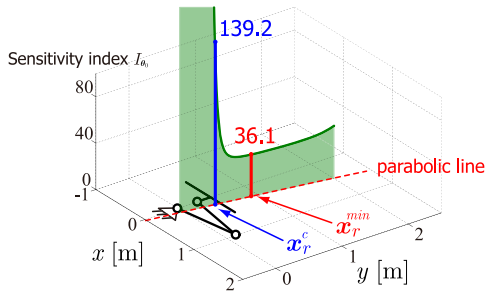 139.2
Sensitivity index I_θ₀
80
40
0
36.1
parabolic line
-1
0
1
2
x [m]
x_r^c
x_r^min
0
1
2
y [m]